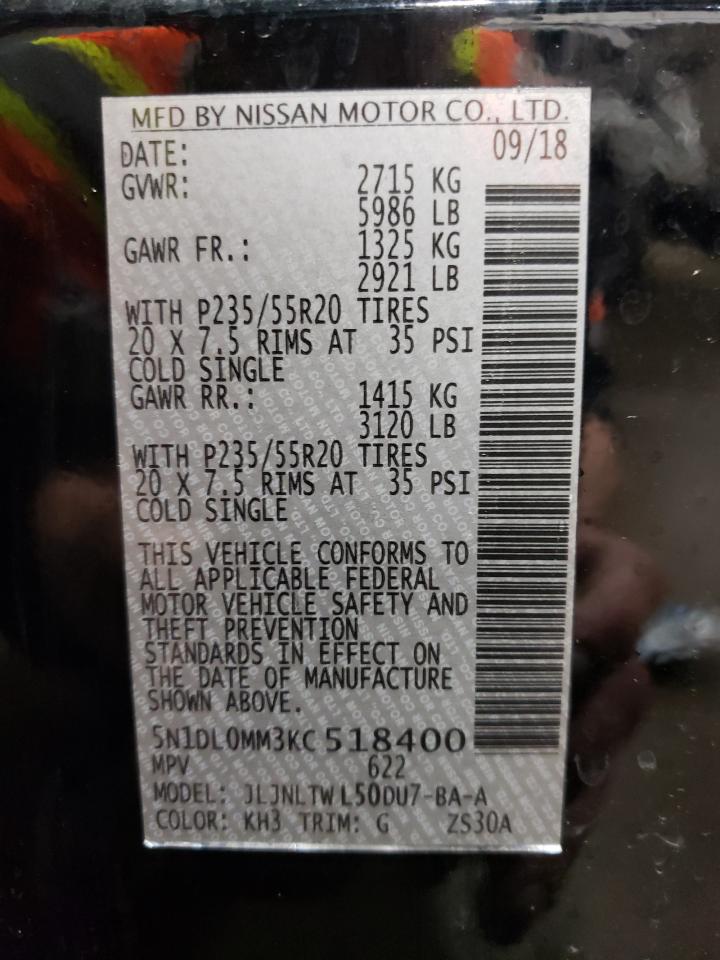 MFD BY NISSAN MOTOR CO., LTD.
DATE: 09/18
GVWR: 2715 KG
5986 LB
GAWR FR.: 1325 KG
2921 LB
WITH P235/55R20 TIRES
20 X 7.5 RIMS AT 35 PSI
COLD SINGLE
GAWR RR.: 1415 KG
3120 LB
WITH P235/55R20 TIRES
20 X 7.5 RIMS AT 35 PSI
COLD SINGLE
THIS VEHICLE CONFORMS TO
ALL APPLICABLE FEDERAL
MOTOR VEHICLE SAFETY AND
THEFT PREVENTION
STANDARDS IN EFFECT ON
THE DATE OF MANUFACTURE
SHOWN ABOVE.
5N1DL0MM3KC518400
MPV 622
MODEL: JLJNLTWL50DU7-BA-A
COLOR: KH3 TRIM: G ZS30A